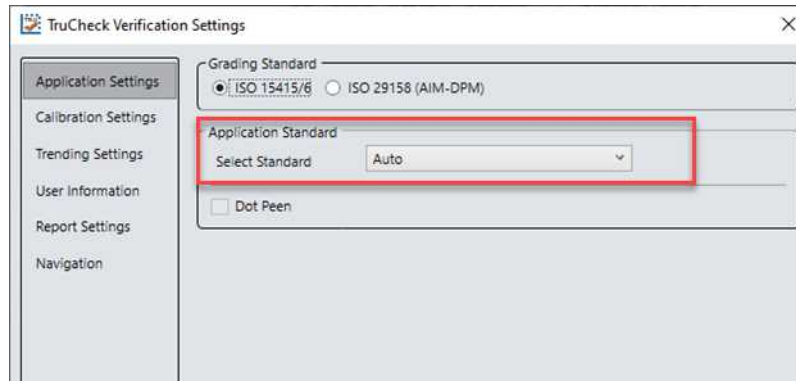 TruCheck Verification Settings
Application Settings
Calibration Settings
Trending Settings
User Information
Report Settings
Navigation
Grading Standard
ISO 15415/6 ISO 29158 (AIM-DPM)
Application Standard
Select Standard Auto
Dot Peen